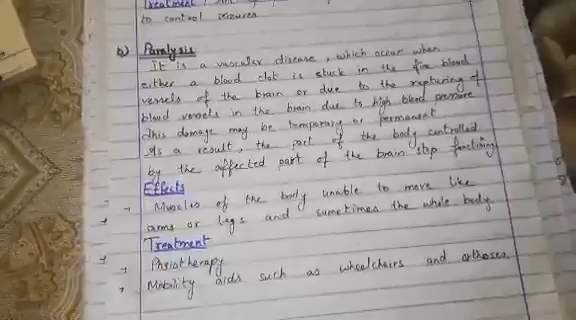 Treatment
to control seizures
b) Paralysis
It is a vascular disease, which occur when
either a blood clot is stuck in the fine blood
vessels of the brain or due to the rupturing of
blood vessels in the brain due to high blood pressure
This damage may be temporary or permanent
As a result, the part of the body controlled
by the affected part of the brain stop functioning
Effects
→ Muscles of the body unable to move like
arms or legs and sumetimes the whole body.
Treatment
→ Phsiotherapy
→ Mobility aids such as wheelchairs and orthoses.